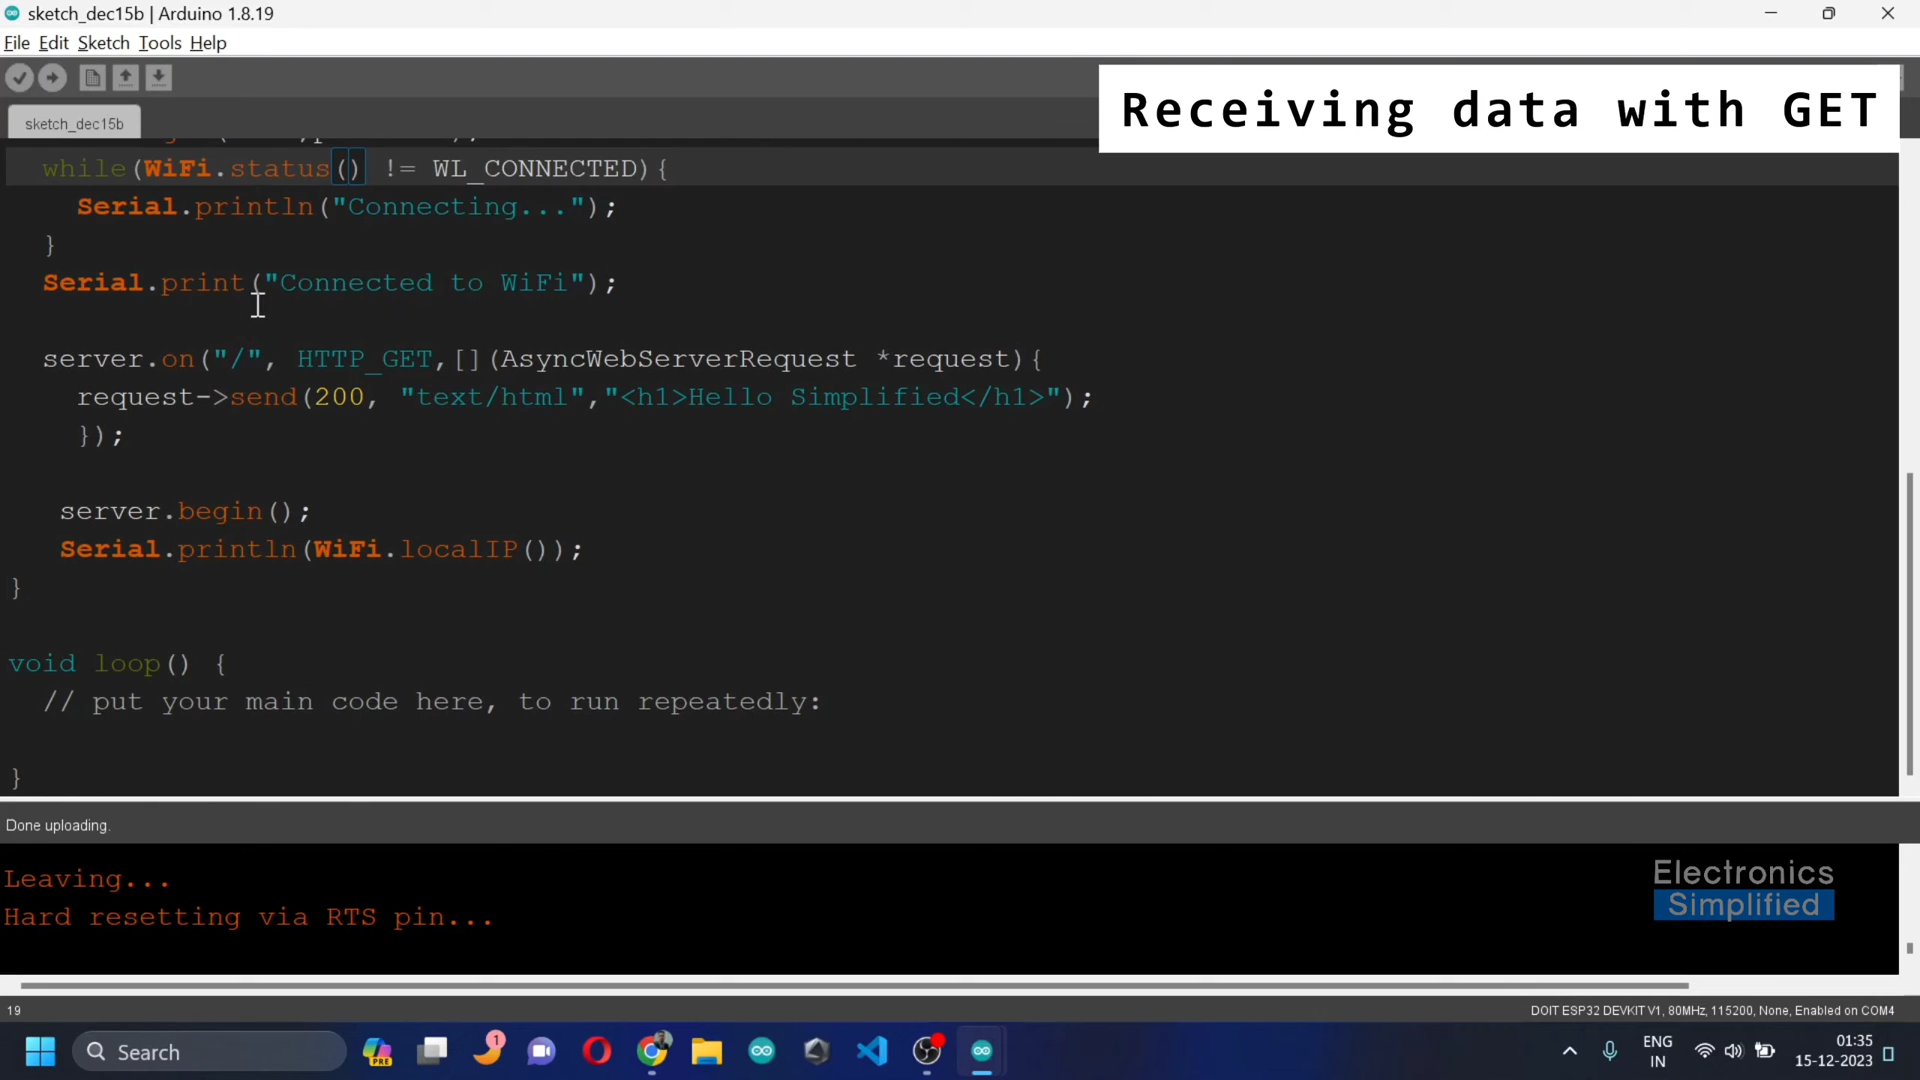 sketch_dec15b | Arduino 1.8.19
File Edit Sketch Tools Help
Receiving data with GET
sketch_dec15b
while(WiFi.status() != WL_CONNECTED){
Serial.println("Connecting...");
}
Serial.print("Connected to WiFi");
server.on("/", HTTP_GET,[](AsyncWebServerRequest *request){
request->send(200, "text/html","<h1>Hello Simplified</h1>");
});
server.begin();
Serial.println(WiFi.localIP());
}
void loop() {
// put your main code here, to run repeatedly:
}
Done uploading.
Leaving...
Hard resetting via RTS pin...
Electronics
Simplified
19
DOIT ESP32 DEVKIT V1, 80MHz, 115200, None, Enabled on COM4
Search
PRE
1
ENG
IN
01:35
15-12-2023